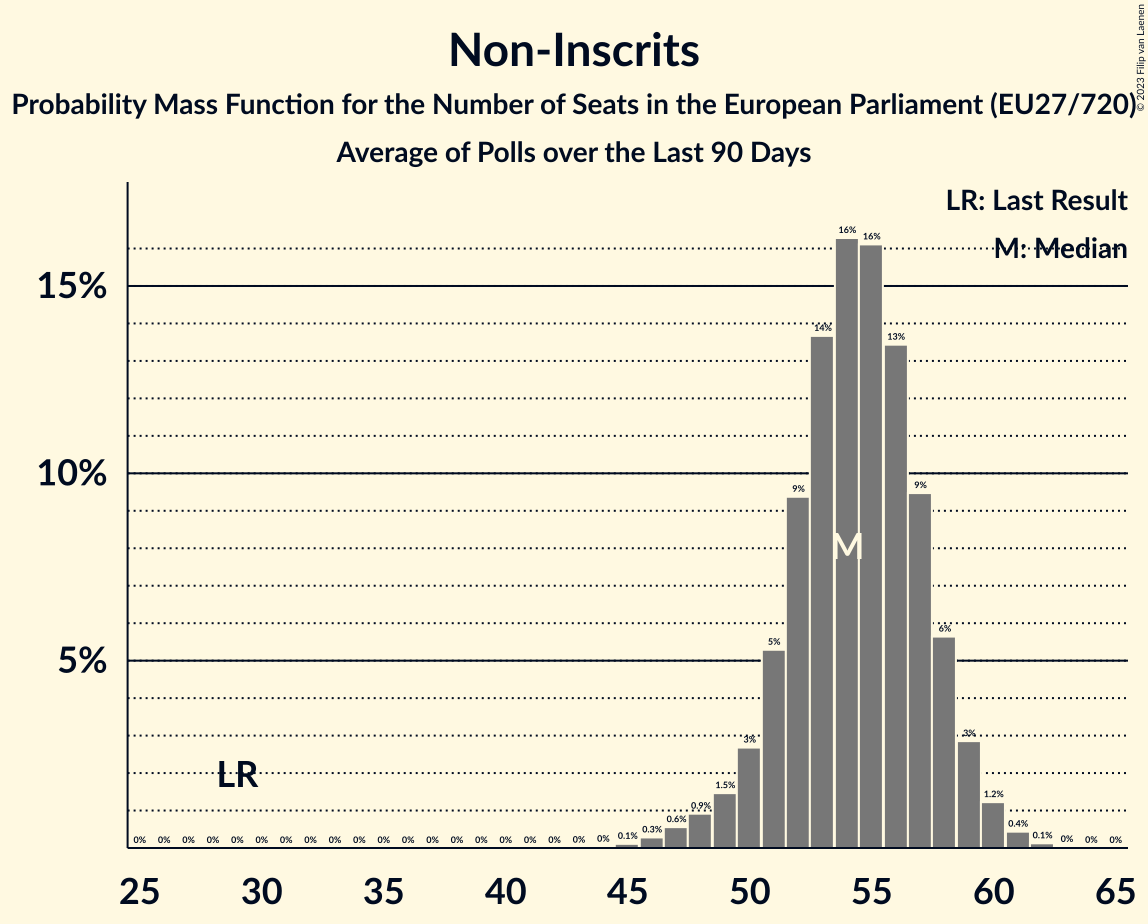 Non-Inscrits
Probability Mass Function for the Number of Seats in the European Parliament (EU27/720)
Average of Polls over the Last 90 Days
© 2023 Filip van Laenen
LR: Last Result
M: Median
15%
10%
5%
0% 0% 0% 0% 0% 0% 0% 0% 0% 0% 0% 0% 0% 0% 0% 0% 0% 0% 0% 0% 0.1% 0.3% 0.6% 0.9% 1.5% 3% 5% 9% 14% 16% 16% 13% 9% 6% 3% 1.2% 0.4% 0.1% 0% 0% 0%
M
LR
25 30 35 40 45 50 55 60 65